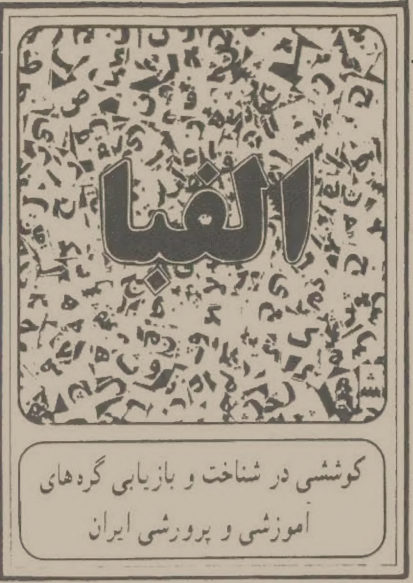 الفبا
کوششی در شناخت و بازیابی گره‌های
آموزشی و پرورشی ایران